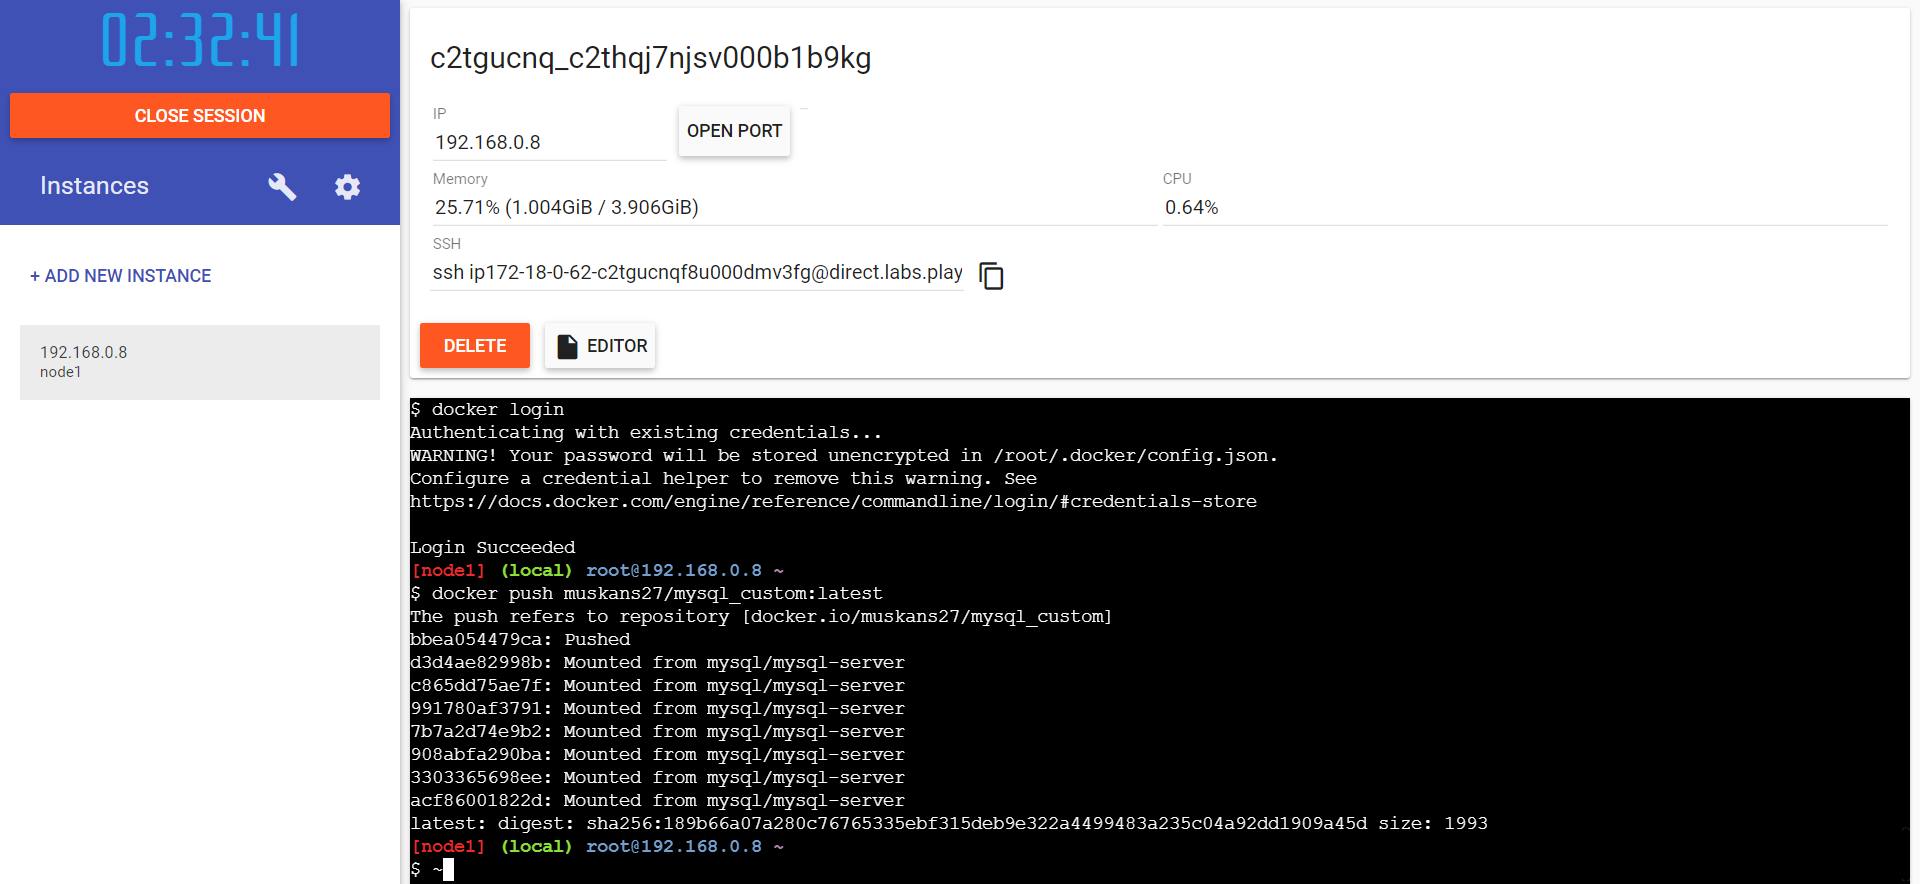 02:32:41
CLOSE SESSION
Instances
+ ADD NEW INSTANCE
192.168.0.8
node1
c2tgucnq_c2thqj7njsv000b1b9kg
IP
192.168.0.8
OPEN PORT
Memory
25.71% (1.004GiB / 3.906GiB)
CPU
0.64%
SSH
ssh ip172-18-0-62-c2tgucnqf8u000dmv3fg@direct.labs.play
DELETE
EDITOR
$ docker login
Authenticating with existing credentials...
WARNING! Your password will be stored unencrypted in /root/.docker/config.json.
Configure a credential helper to remove this warning. See
https://docs.docker.com/engine/reference/commandline/login/#credentials-store
Login Succeeded
[node1] (local) root@192.168.0.8 ~
$ docker push muskans27/mysql_custom:latest
The push refers to repository [docker.io/muskans27/mysql_custom]
bbea054479ca: Pushed
d3d4ae82998b: Mounted from mysql/mysql-server
c865dd75ae7f: Mounted from mysql/mysql-server
991780af3791: Mounted from mysql/mysql-server
7b7a2d74e9b2: Mounted from mysql/mysql-server
908abfa290ba: Mounted from mysql/mysql-server
3303365698ee: Mounted from mysql/mysql-server
acf86001822d: Mounted from mysql/mysql-server
latest: digest: sha256:189b66a07a280c76765335ebf315deb9e322a4499483a235c04a92dd1909a45d size: 1993
[node1] (local) root@192.168.0.8 ~
$ ~